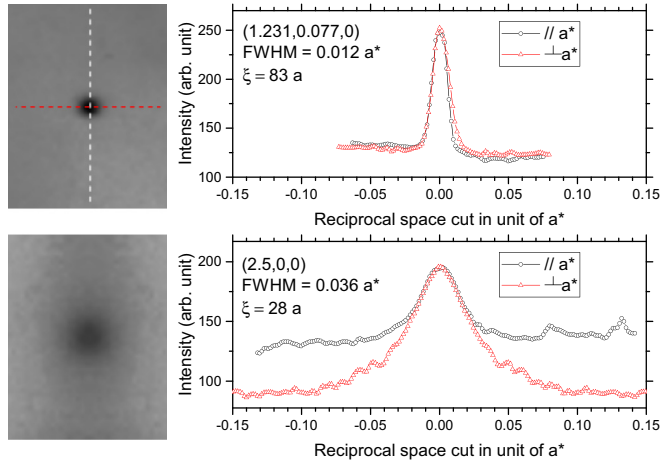 250
200
150
100
Intensity (arb. unit)
(1.231,0.077,0)
FWHM = 0.012 a*
ξ = 83 a
// a*
⊥a*
-0.15 -0.10 -0.05 0.00 0.05 0.10 0.15
Reciprocal space cut in unit of a*
200
150
100
Intensity (arb. unit)
(2.5,0,0)
FWHM = 0.036 a*
ξ = 28 a
// a*
⊥a*
-0.15 -0.10 -0.05 0.00 0.05 0.10 0.15
Reciprocal space cut in unit of a*